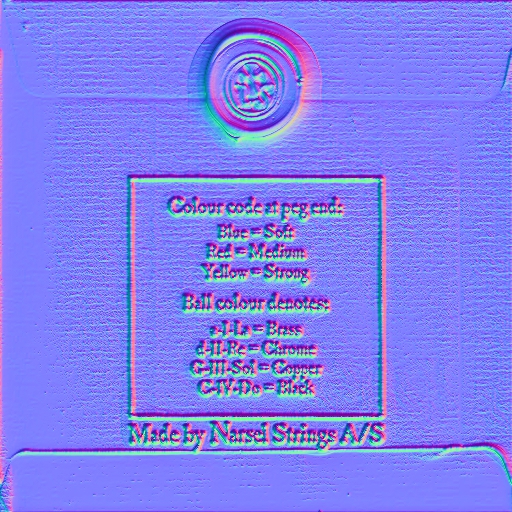 Colour code at peg end:
Blue = Soft
Red = Medium
Yellow = Strong
Ball colour denotes:
a-I-La = Brass
d-II-Re = Chrome
G-III-Sol = Copper
C-IV-Do = Black
Made by Narsel Strings A/S